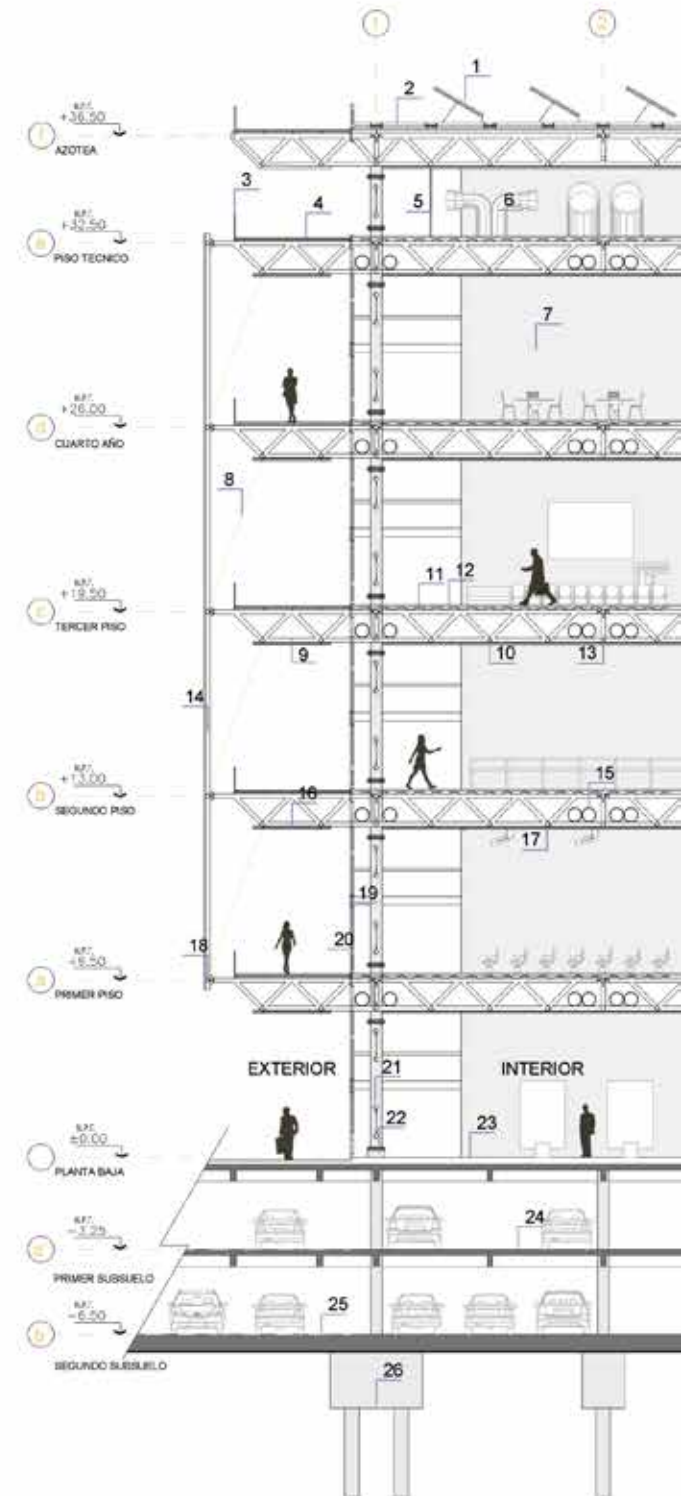 1
2
1
2
N.P.T.
+36.50
f
AZOTEA
3
4
5
6
N.P.T.
+32.50
e
PISO TECNICO
7
N.P.T.
+26.00
d
CUARTO AÑO
8
11
12
N.P.T.
+19.50
c
TERCER PISO
9
10
13
14
N.P.T.
+13.00
b
SEGUNDO PISO
15
16
17
19
18
20
N.P.T.
+6.50
a
PRIMER PISO
EXTERIOR
INTERIOR
21
22
23
N.P.T.
±0.00
PLANTA BAJA
24
N.P.T.
-3.25
PRIMER SUBSUELO
25
N.P.T.
-6.50
b
SEGUNDO SUBSUELO
26